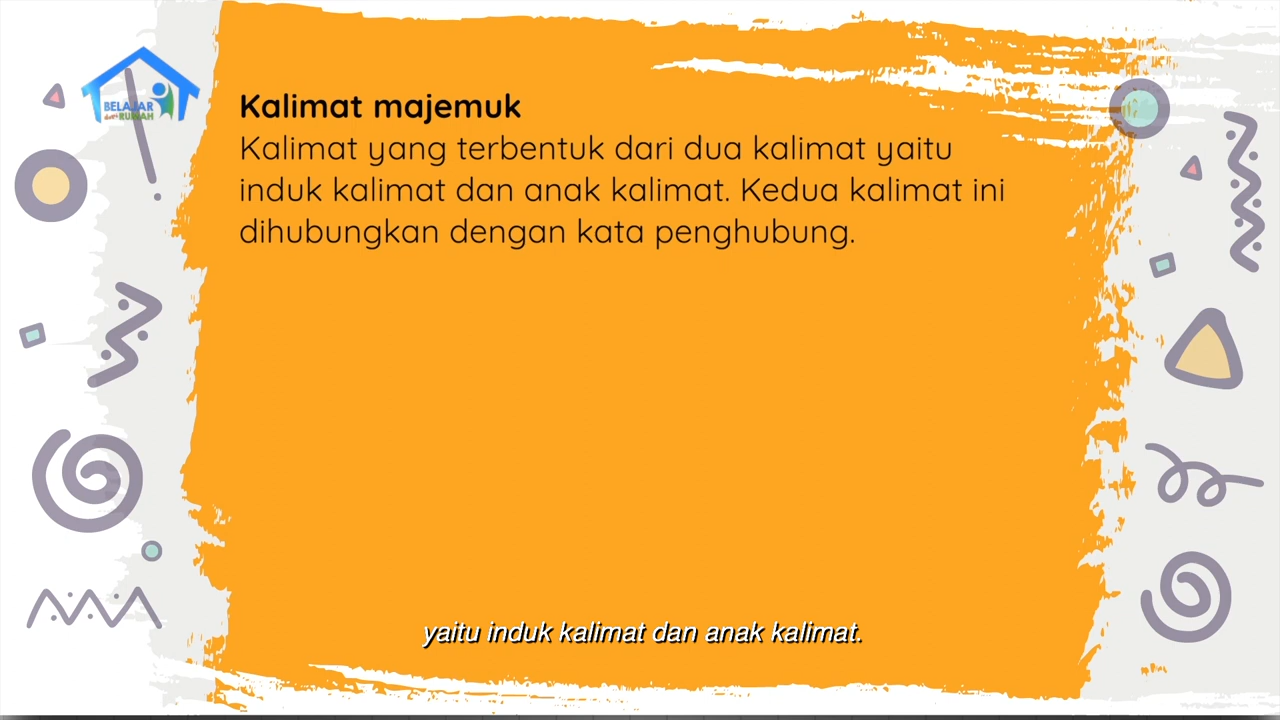 BELAJAR
dari RUMAH
Kalimat majemuk
Kalimat yang terbentuk dari dua kalimat yaitu
induk kalimat dan anak kalimat. Kedua kalimat ini
dihubungkan dengan kata penghubung.
yaitu induk kalimat dan anak kalimat.